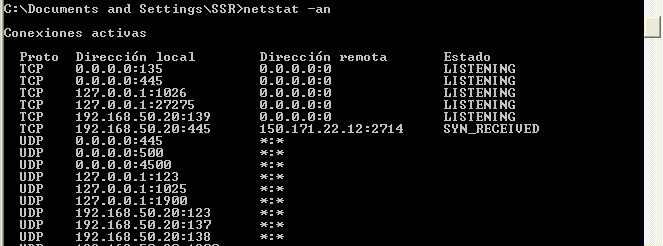 C:\Documents and Settings\SSR>netstat -an
Conexiones activas
Proto Dirección local Dirección remota Estado
TCP 0.0.0.0:135 0.0.0.0:0 LISTENING
TCP 0.0.0.0:445 0.0.0.0:0 LISTENING
TCP 127.0.0.1:1026 0.0.0.0:0 LISTENING
TCP 127.0.0.1:27275 0.0.0.0:0 LISTENING
TCP 192.168.50.20:139 0.0.0.0:0 LISTENING
TCP 192.168.50.20:445 150.171.22.12:2714 SYN_RECEIVED
UDP 0.0.0.0:445 *:*
UDP 0.0.0.0:500 *:*
UDP 0.0.0.0:4500 *:*
UDP 127.0.0.1:123 *:*
UDP 127.0.0.1:1025 *:*
UDP 127.0.0.1:1900 *:*
UDP 192.168.50.20:123 *:*
UDP 192.168.50.20:137 *:*
UDP 192.168.50.20:138 *:*